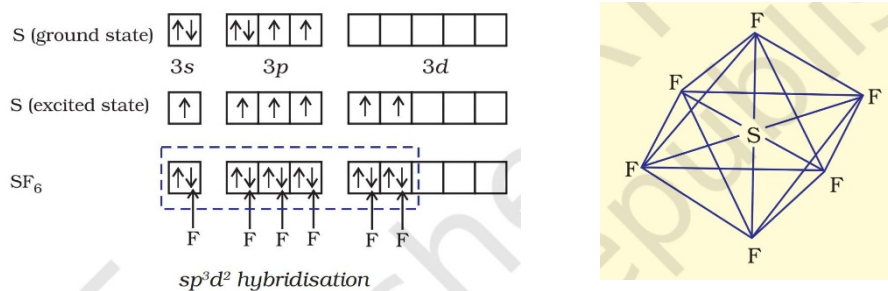 S (ground state)
3s 3p 3d
S (excited state)
SF₆
F F F F F F
sp³d² hybridisation
F
F F
S
F F
F